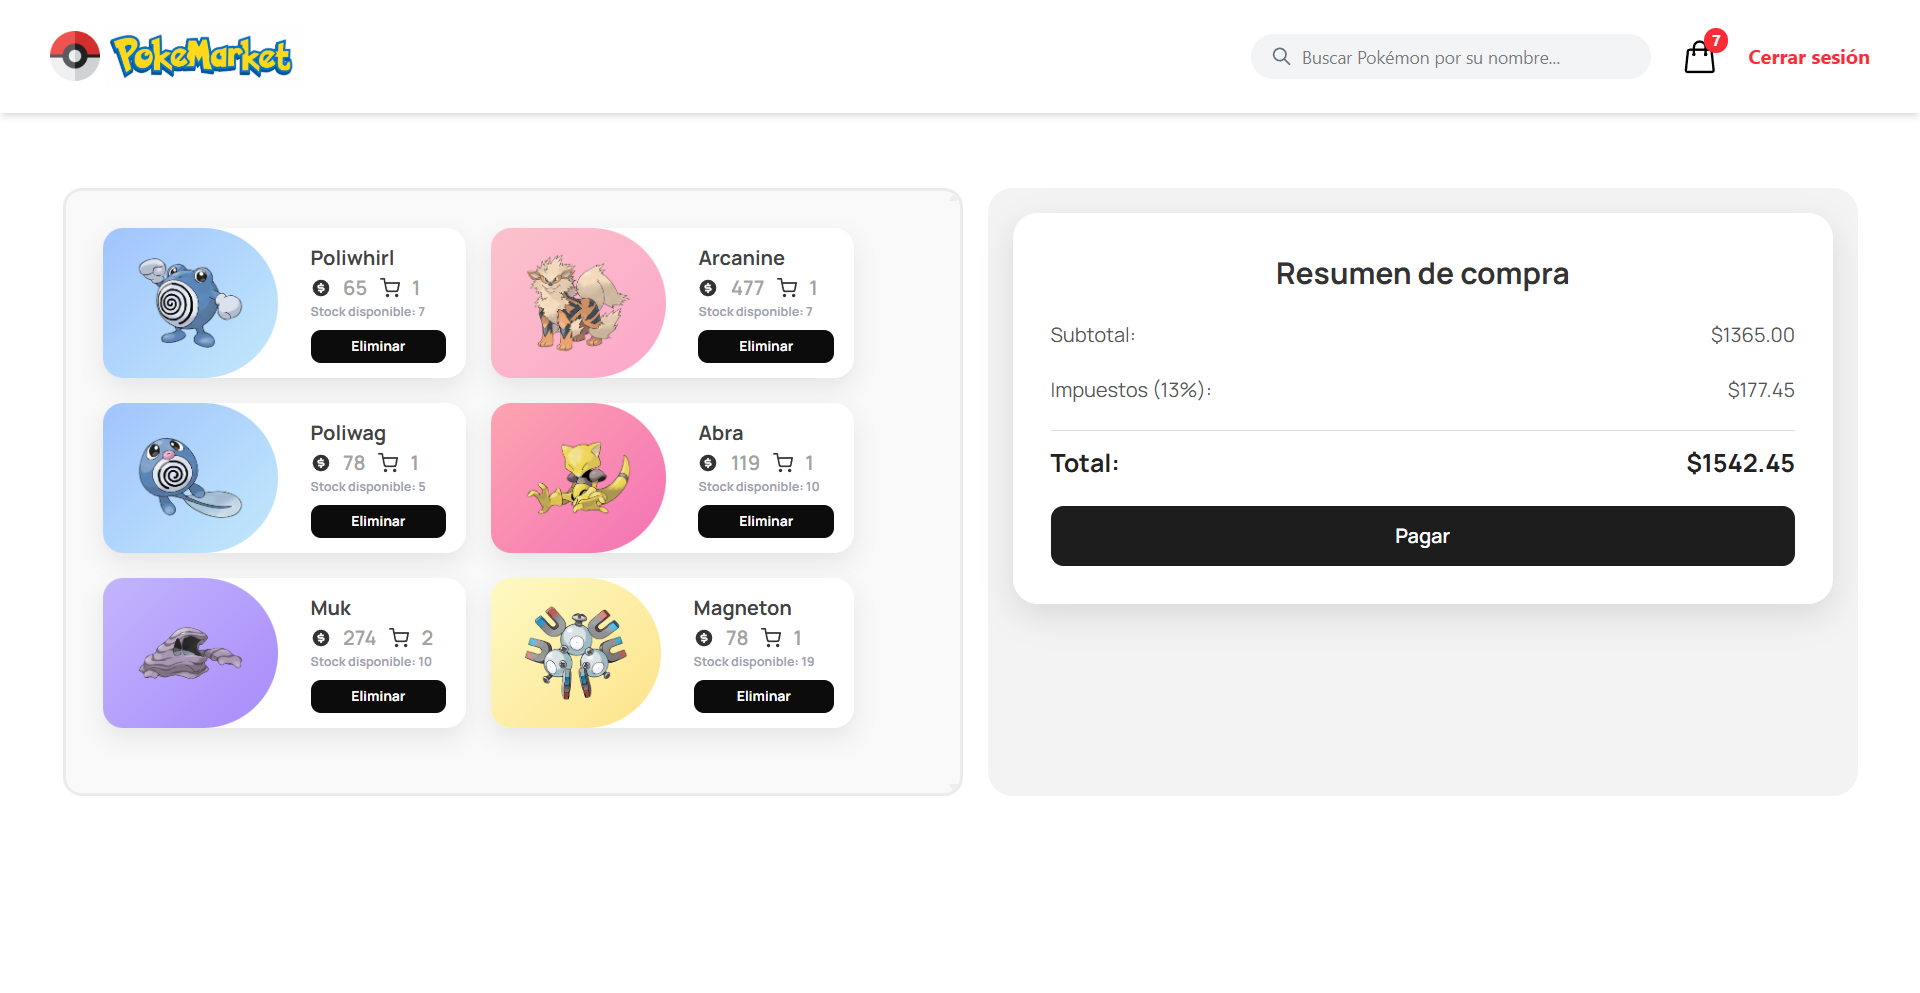 PokeMarket
Buscar Pokémon por su nombre...
7
Cerrar sesión
Poliwhirl
65 1
Stock disponible: 7
Eliminar
Arcanine
477 1
Stock disponible: 7
Eliminar
Poliwag
78 1
Stock disponible: 5
Eliminar
Abra
119 1
Stock disponible: 10
Eliminar
Muk
274 2
Stock disponible: 10
Eliminar
Magneton
78 1
Stock disponible: 19
Eliminar
Resumen de compra
Subtotal: $1365.00
Impuestos (13%): $177.45
Total: $1542.45
Pagar